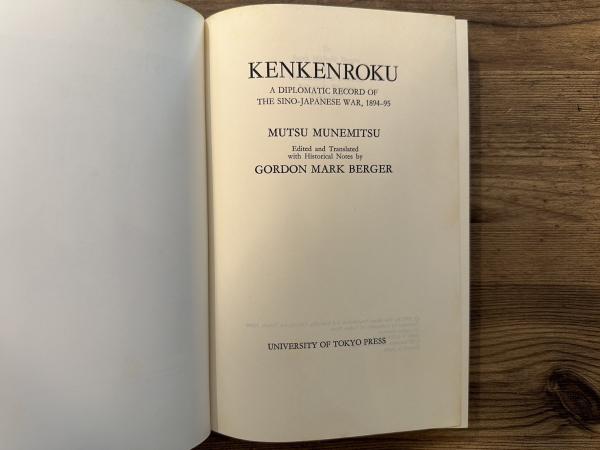 KENKENROKU
A DIPLOMATIC RECORD OF
THE SINO-JAPANESE WAR, 1894–95
MUTSU MUNEMITSU
Edited and Translated
with Historical Notes by
GORDON MARK BERGER
UNIVERSITY OF TOKYO PRESS